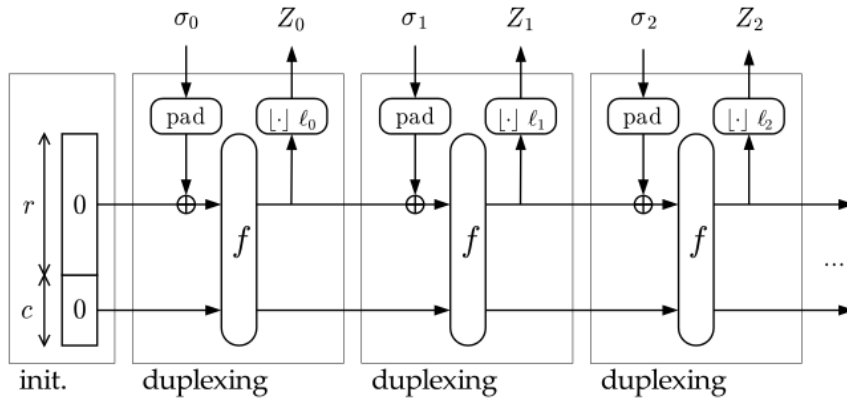 σ₀ Z₀ σ₁ Z₁ σ₂ Z₂
pad ⌊·⌋ ℓ₀ pad ⌊·⌋ ℓ₁ pad ⌊·⌋ ℓ₂
r 0
f f f
...
c 0
init. duplexing duplexing duplexing